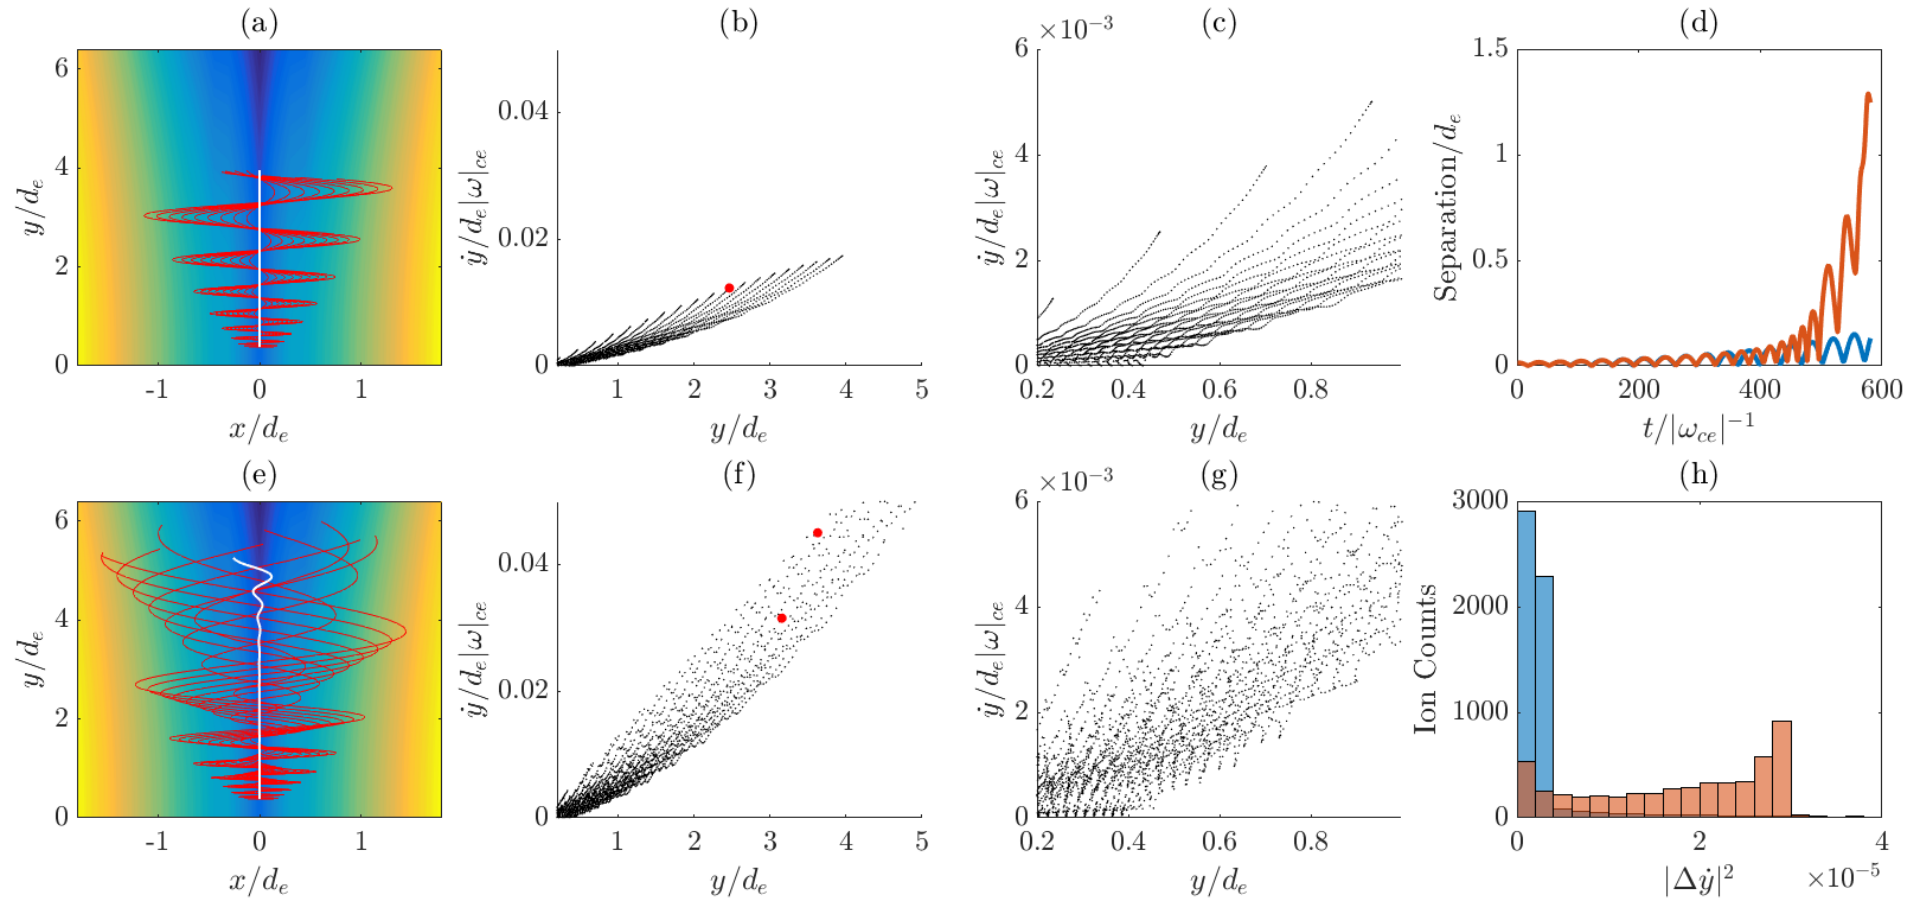 (a)
6
4
2
0
-1
0
1
y/d_e
x/d_e
(b)
0.04
0.02
0
1
2
3
4
5
ẏ/d_e|ω|_ce
y/d_e
(c)
×10^-3
6
4
2
0
0.2
0.4
0.6
0.8
ẏ/d_e|ω|_ce
y/d_e
(d)
1.5
1
0.5
0
0
200
400
600
Separation/d_e
t/|ω_ce|^-1
(e)
6
4
2
0
-1
0
1
y/d_e
x/d_e
(f)
0.04
0.02
0
1
2
3
4
5
ẏ/d_e|ω|_ce
y/d_e
(g)
×10^-3
6
4
2
0
0.2
0.4
0.6
0.8
ẏ/d_e|ω|_ce
y/d_e
(h)
3000
2000
1000
0
0
2
4
Ion Counts
|Δẏ|^2
×10^-5